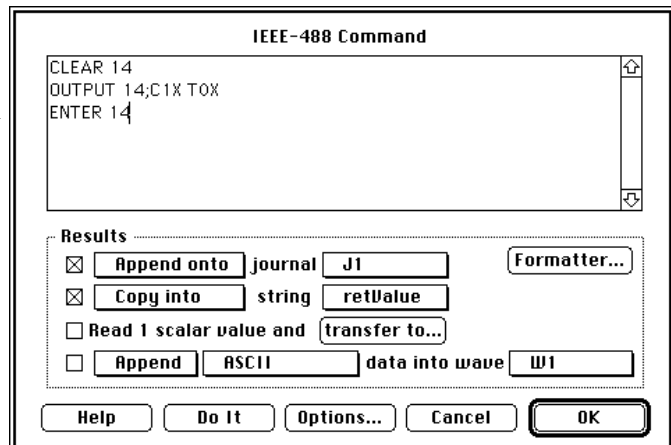 IEEE-488 Command
CLEAR 14
OUTPUT 14;C1X T0X
ENTER 14
Results
Append onto journal J1 Formatter...
Copy into string retValue
Read 1 scalar value and transfer to...
Append ASCII data into wave W1
Help Do It Options... Cancel OK